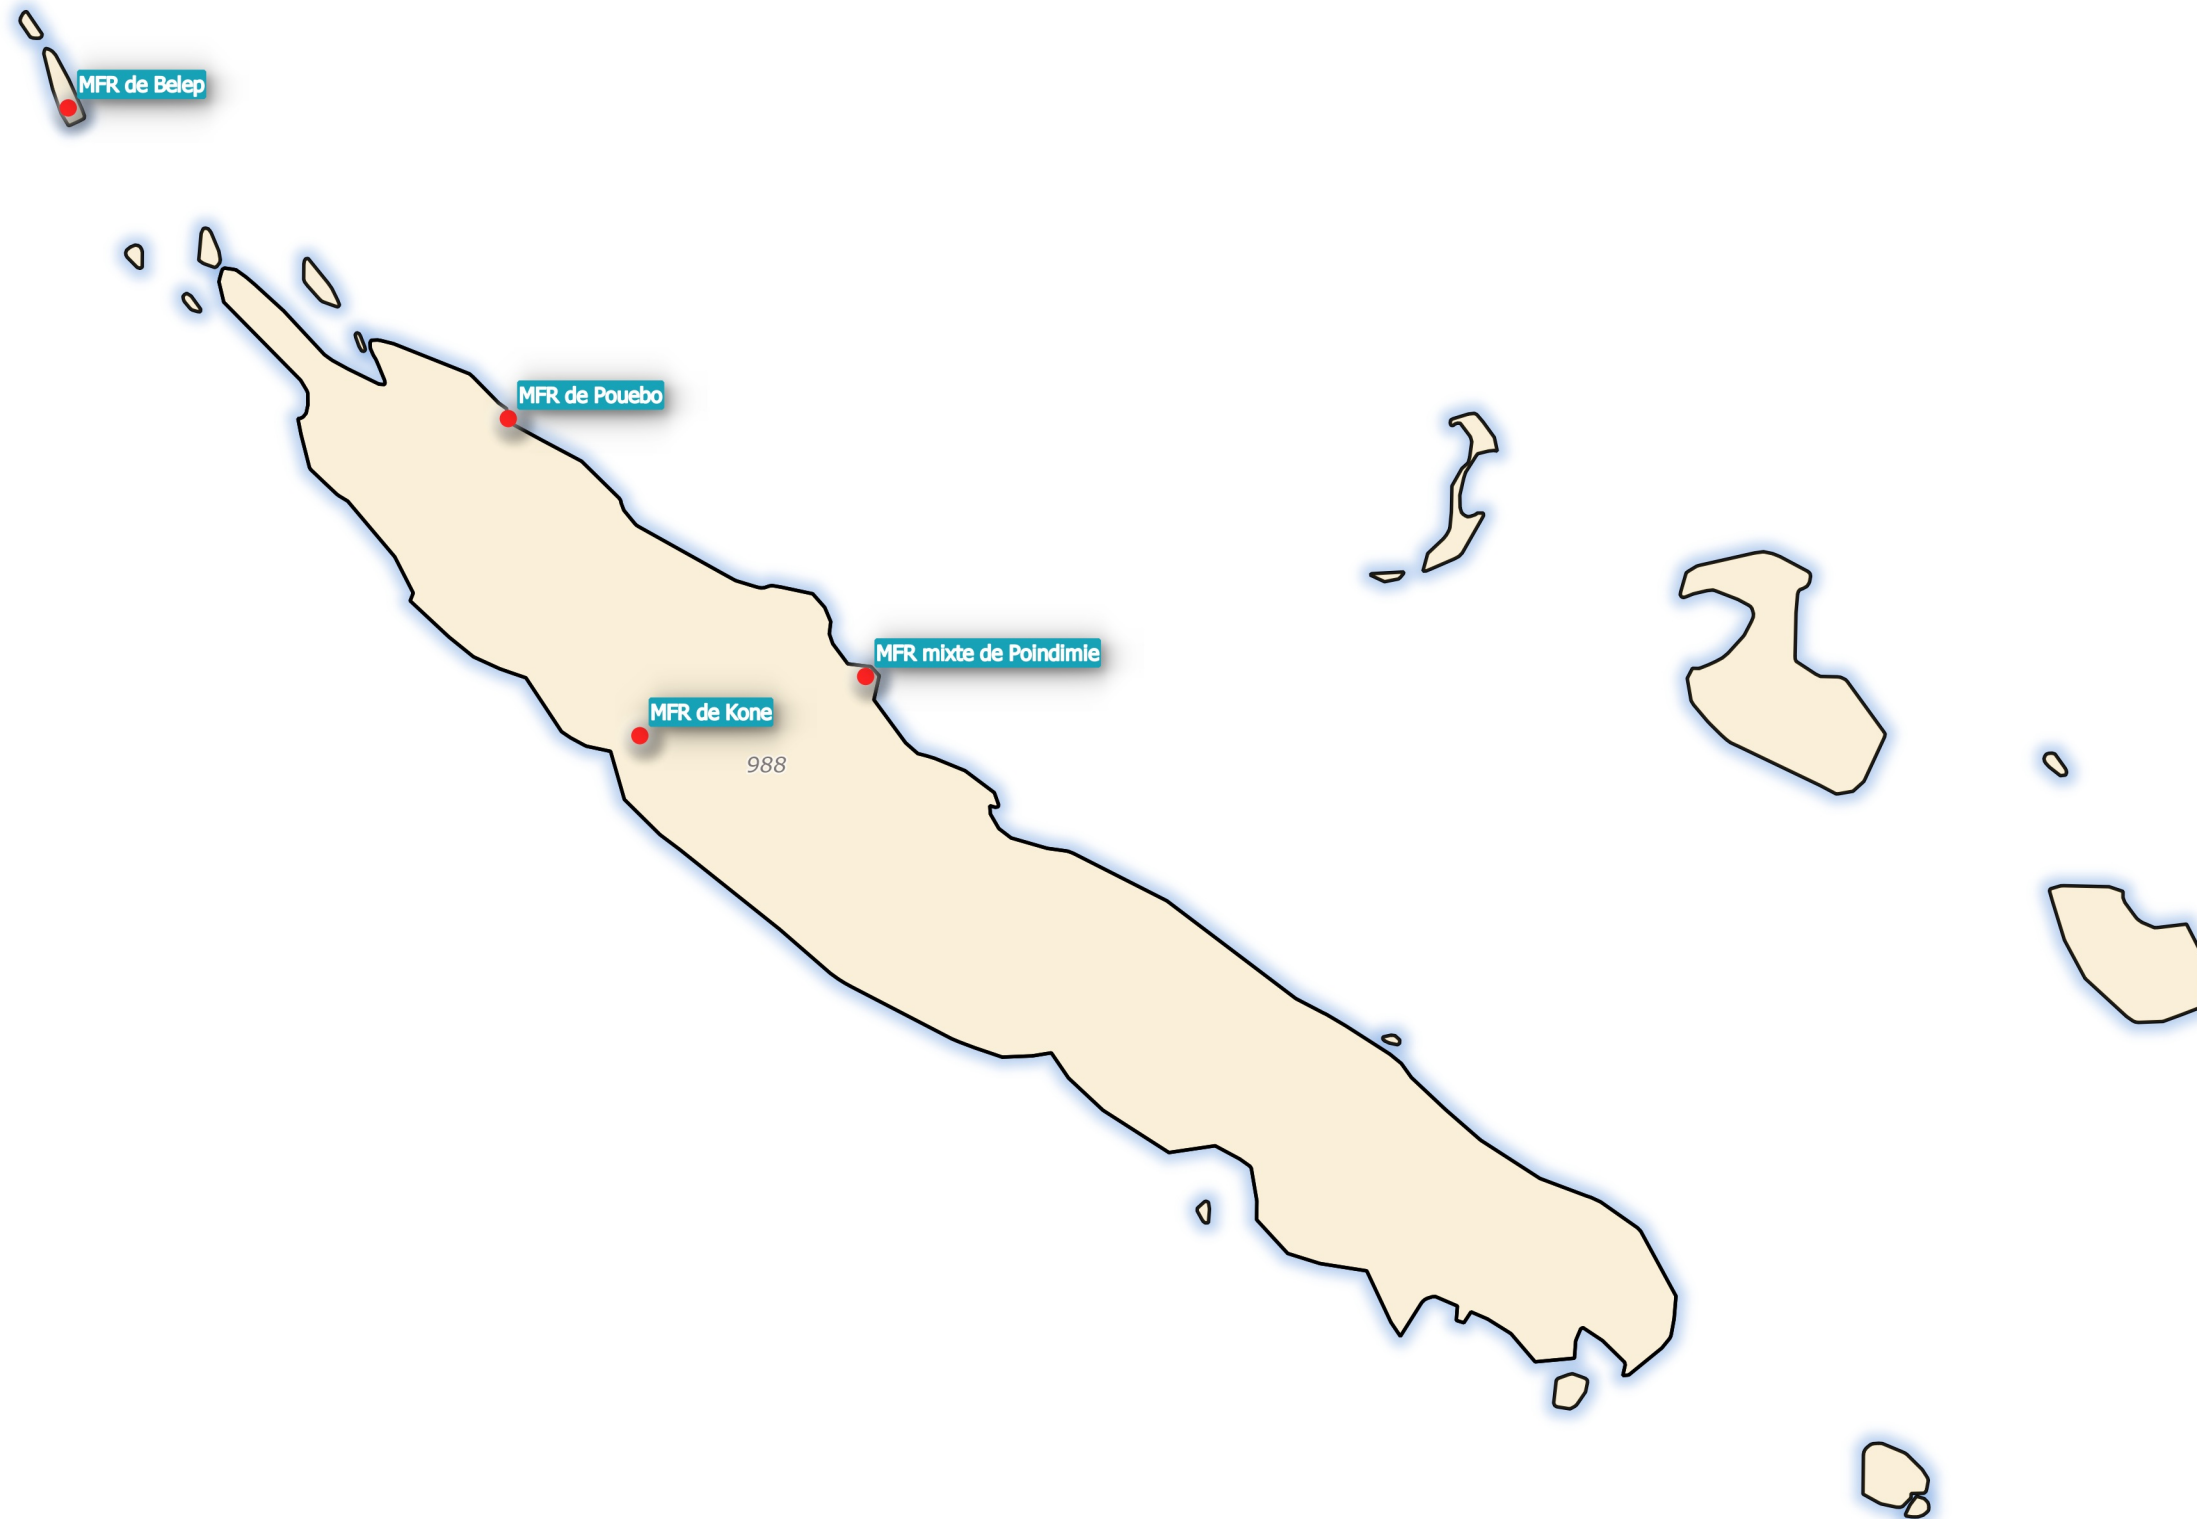 MFR de Belep
MFR de Pouebo
MFR mixte de Poindimie
MFR de Kone
988